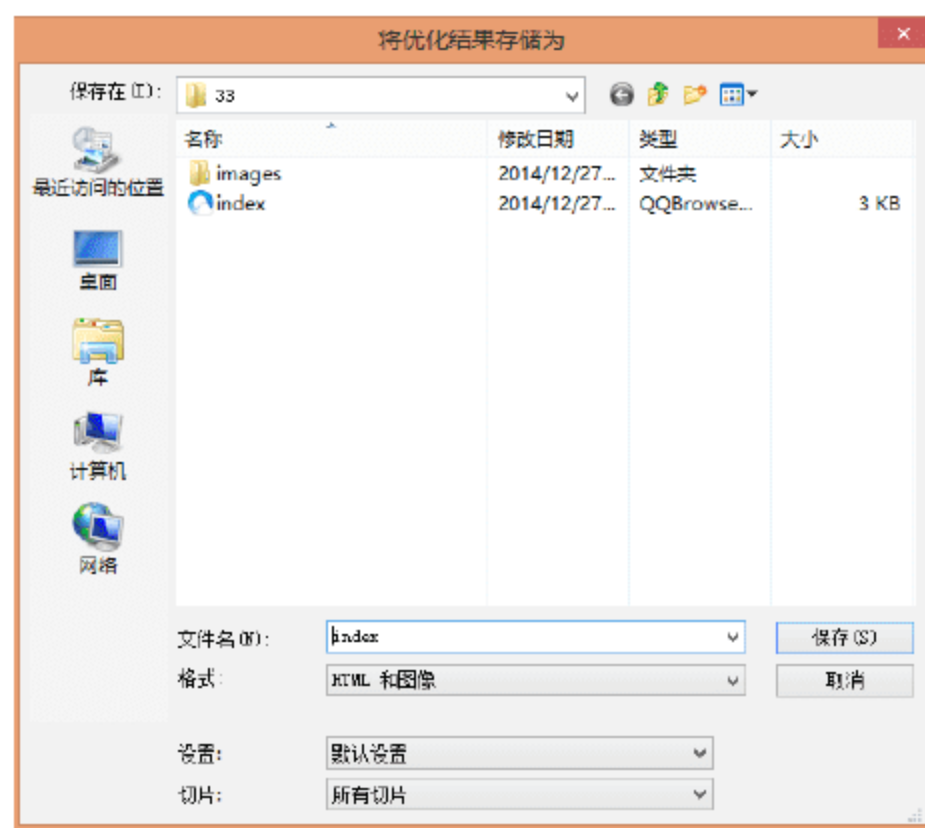 将优化结果存储为
保存在(I): 33
名称 修改日期 类型 大小
images 2014/12/27... 文件夹
index 2014/12/27... QQBrowse... 3 KB
最近访问的位置
桌面
库
计算机
网络
文件名(N): index 保存(S)
格式: HTML 和图像 取消
设置: 默认设置
切片: 所有切片